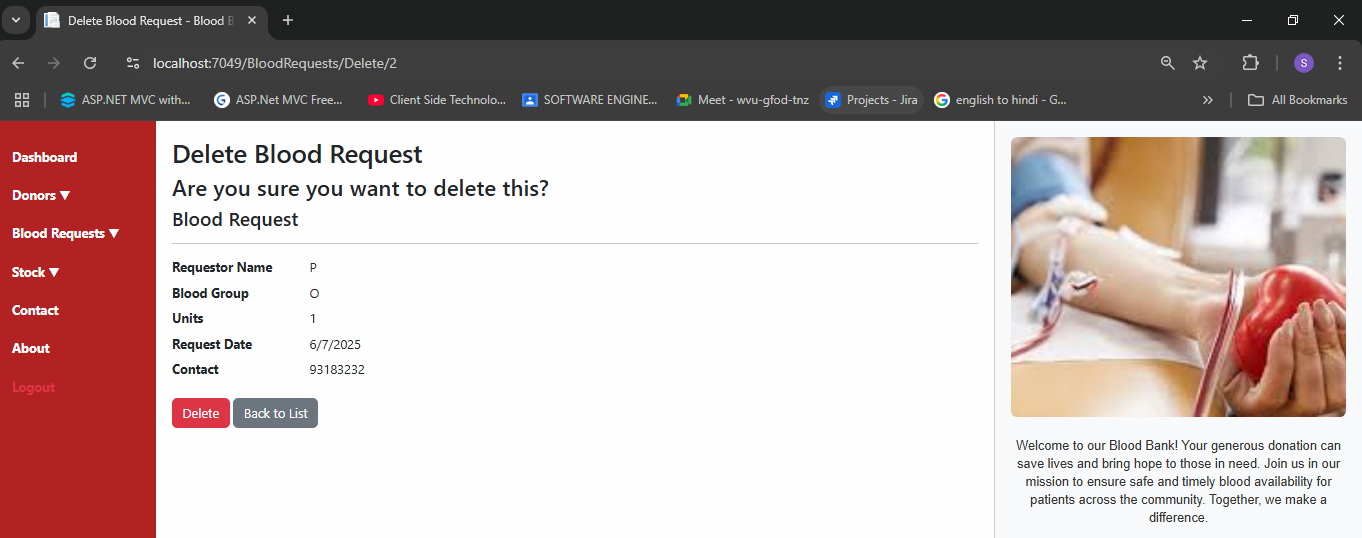 Delete Blood Request - Blood B
localhost:7049/BloodRequests/Delete/2
S
ASP.NET MVC with...
ASP.Net MVC Free...
Client Side Technolo...
SOFTWARE ENGINE...
Meet - wvu-gfod-tnz
Projects - Jira
english to hindi - G...
All Bookmarks
Dashboard
Donors ▼
Blood Requests ▼
Stock ▼
Contact
About
Logout
Delete Blood Request
Are you sure you want to delete this?
Blood Request
Requestor Name P
Blood Group O
Units 1
Request Date 6/7/2025
Contact 93183232
Delete Back to List
Welcome to our Blood Bank! Your generous donation can
save lives and bring hope to those in need. Join us in our
mission to ensure safe and timely blood availability for
patients across the community. Together, we make a
difference.